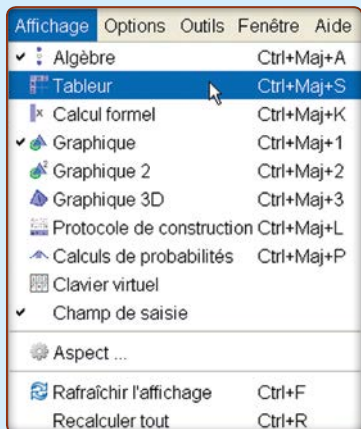 Affichage Options Outils Fenêtre Aide
Algèbre Ctrl+Maj+A
Tableur Ctrl+Maj+S
Calcul formel Ctrl+Maj+K
Graphique Ctrl+Maj+1
Graphique 2 Ctrl+Maj+2
Graphique 3D Ctrl+Maj+3
Protocole de construction Ctrl+Maj+L
Calculs de probabilités Ctrl+Maj+P
Clavier virtuel
Champ de saisie
Aspect ...
Rafraîchir l'affichage Ctrl+F
Recalculer tout Ctrl+R